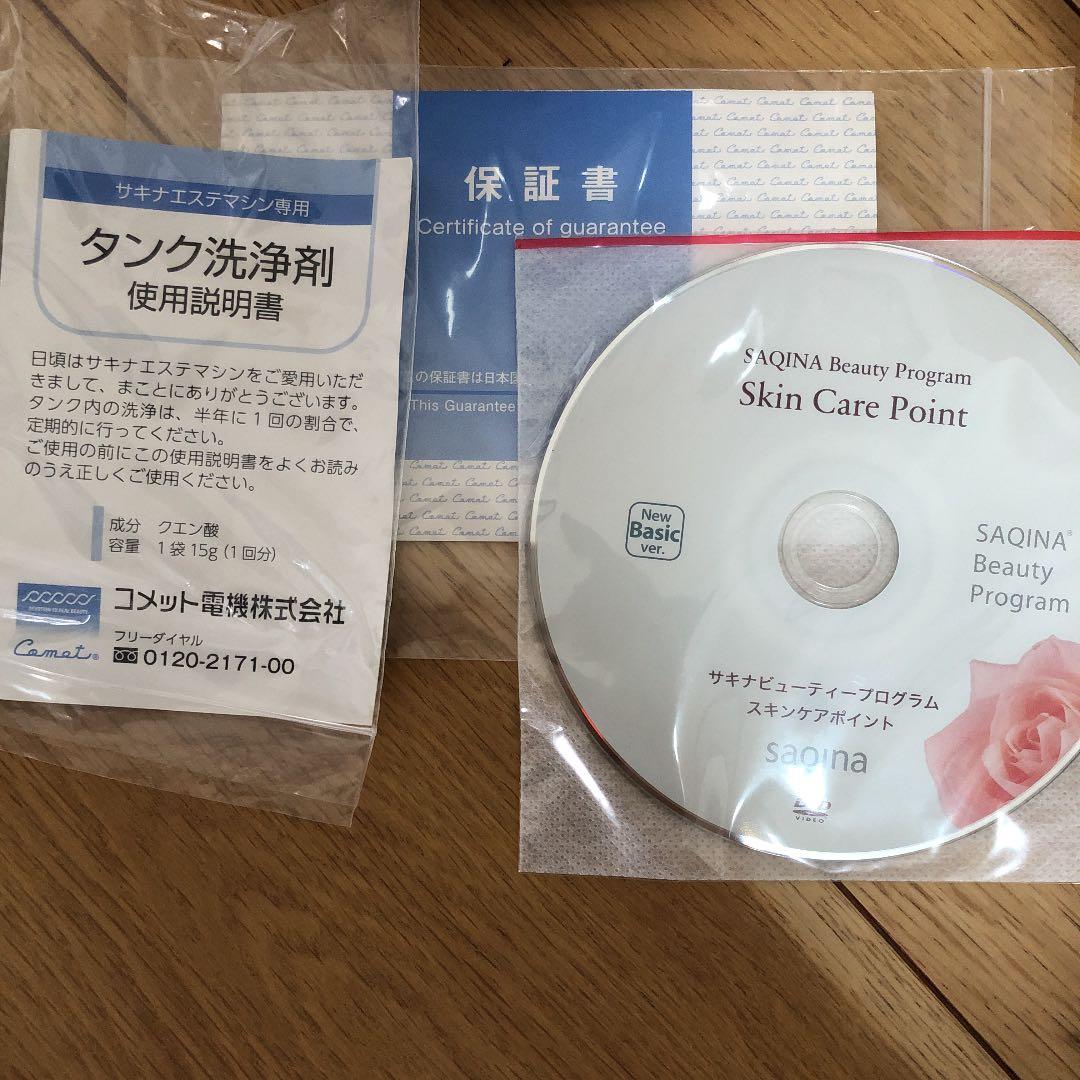 サキナエステマシン専用
タンク洗浄剤
使用説明書
日頃はサキナエステマシンをご愛用いただ
きまして、まことにありがとうございます。
タンク内の洗浄は、半年に1回の割合で、
定期的に行ってください。
ご使用の前にこの使用説明書をよくお読み
のうえ正しくご使用ください。
成分 クエン酸
容量 1袋15g(1回分)
コメット電機株式会社
Comet®
フリーダイヤル
0120-2171-00
保証書
Certificate of guarantee
の保証書は日本国
This Guarantee
SAQINA Beauty Program
Skin Care Point
New
Basic
ver.
SAQINA®
Beauty
Program
サキナビューティープログラム
スキンケアポイント
saqina
DVD
VIDEO